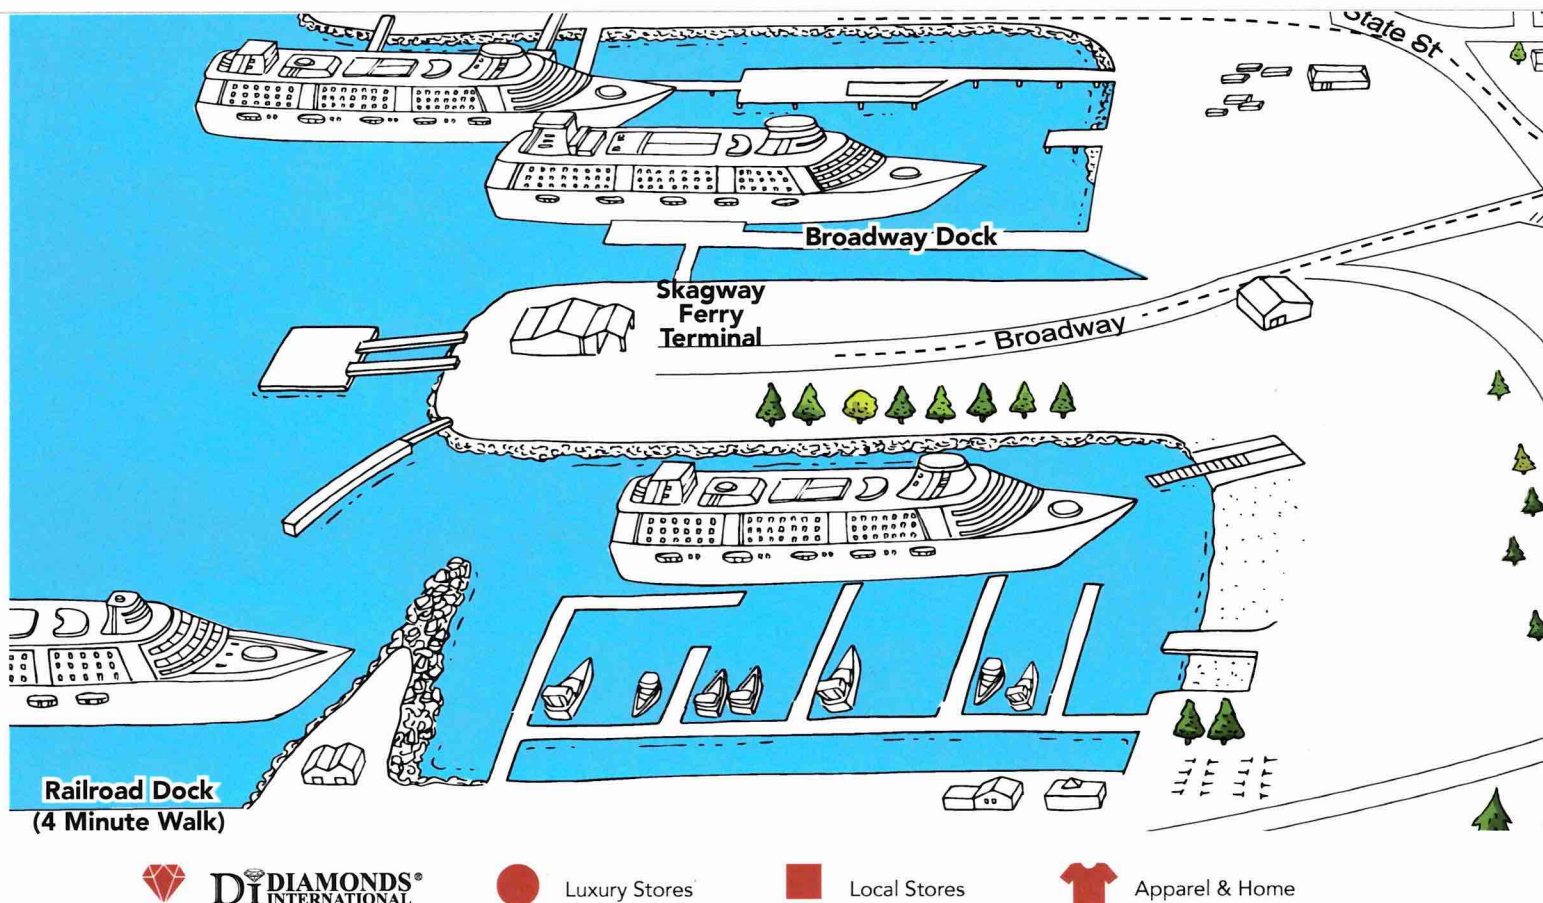 State St
Broadway Dock
Skagway
Ferry
Terminal
Broadway
Railroad Dock
(4 Minute Walk)
DI DIAMONDS®
INTERNATIONAL
Luxury Stores
Local Stores
Apparel & Home